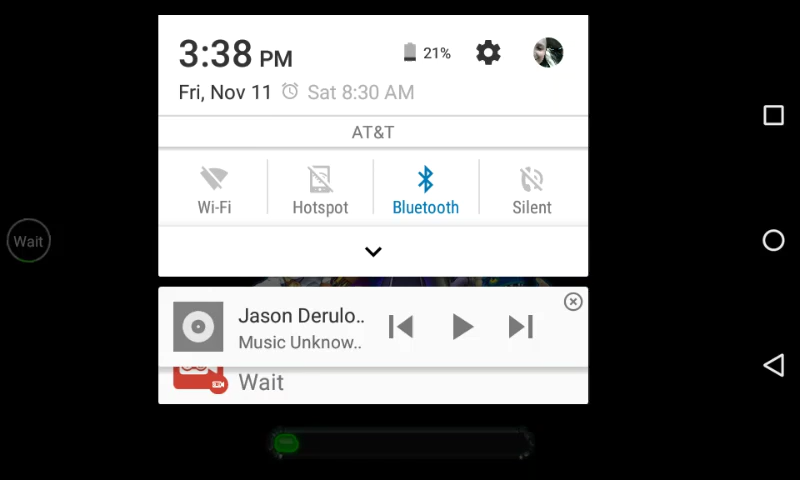 3:38 PM
21%
Fri, Nov 11 Sat 8:30 AM
AT&T
Wi-Fi
Hotspot
Bluetooth
Silent
Wait
Jason Derulo..
Music Unknow..
Wait